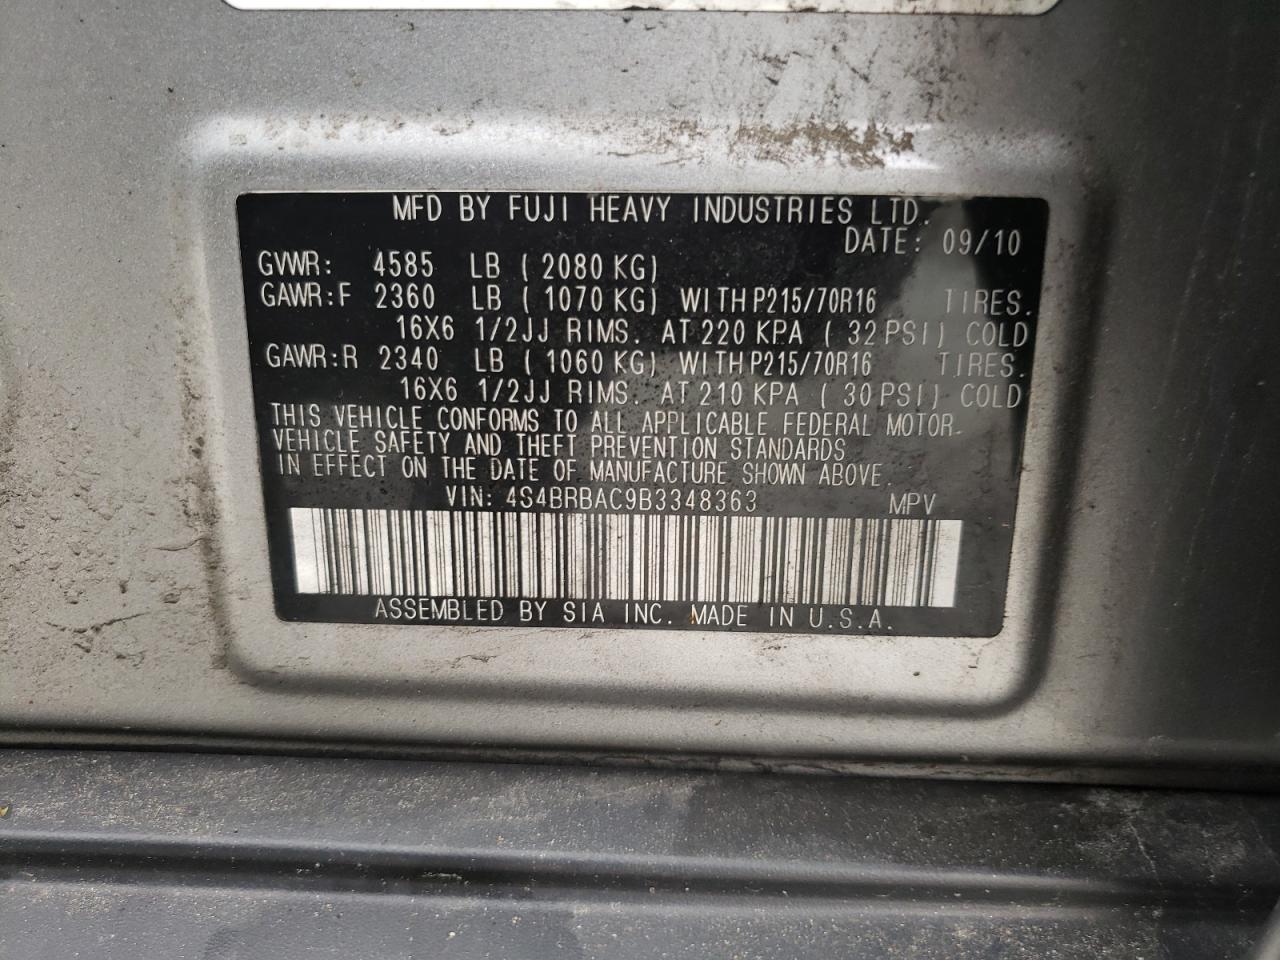 MFD BY FUJI HEAVY INDUSTRIES LTD.
DATE: 09/10
GVWR: 4585 LB ( 2080 KG)
GAWR:F 2360 LB ( 1070 KG) WITH P215/70R16 TIRES.
16X6 1/2JJ RIMS. AT 220 KPA ( 32 PSI) COLD
GAWR:R 2340 LB ( 1060 KG) WITH P215/70R16 TIRES.
16X6 1/2JJ RIMS. AT 210 KPA ( 30 PSI) COLD
THIS VEHICLE CONFORMS TO ALL APPLICABLE FEDERAL MOTOR-
VEHICLE SAFETY AND THEFT PREVENTION STANDARDS
IN EFFECT ON THE DATE OF MANUFACTURE SHOWN ABOVE.
VIN: 4S4BRBAC9B3348363 MPV
ASSEMBLED BY SIA INC. MADE IN U.S.A.